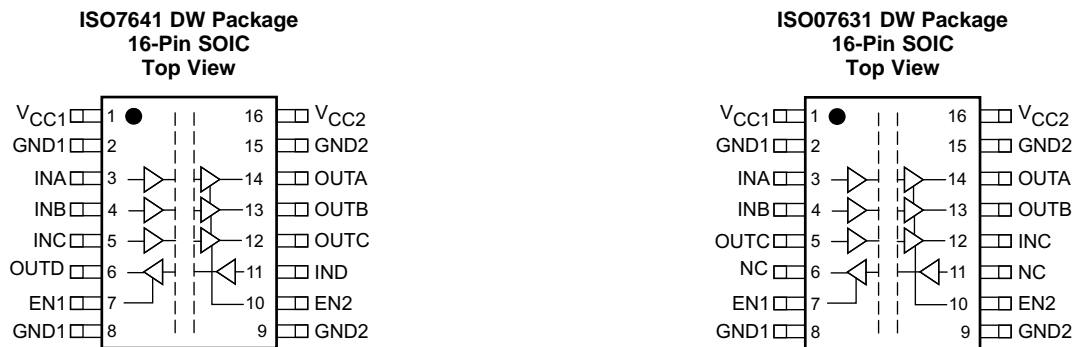 ISO7641 DW Package
16-Pin SOIC
Top View
VCC1 1 16 VCC2
GND1 2 15 GND2
INA 3 14 OUTA
INB 4 13 OUTB
INC 5 12 OUTC
OUTD 6 11 IND
EN1 7 10 EN2
GND1 8 9 GND2
ISO07631 DW Package
16-Pin SOIC
Top View
VCC1 1 16 VCC2
GND1 2 15 GND2
INA 3 14 OUTA
INB 4 13 OUTB
OUTC 5 12 INC
NC 6 11 NC
EN1 7 10 EN2
GND1 8 9 GND2